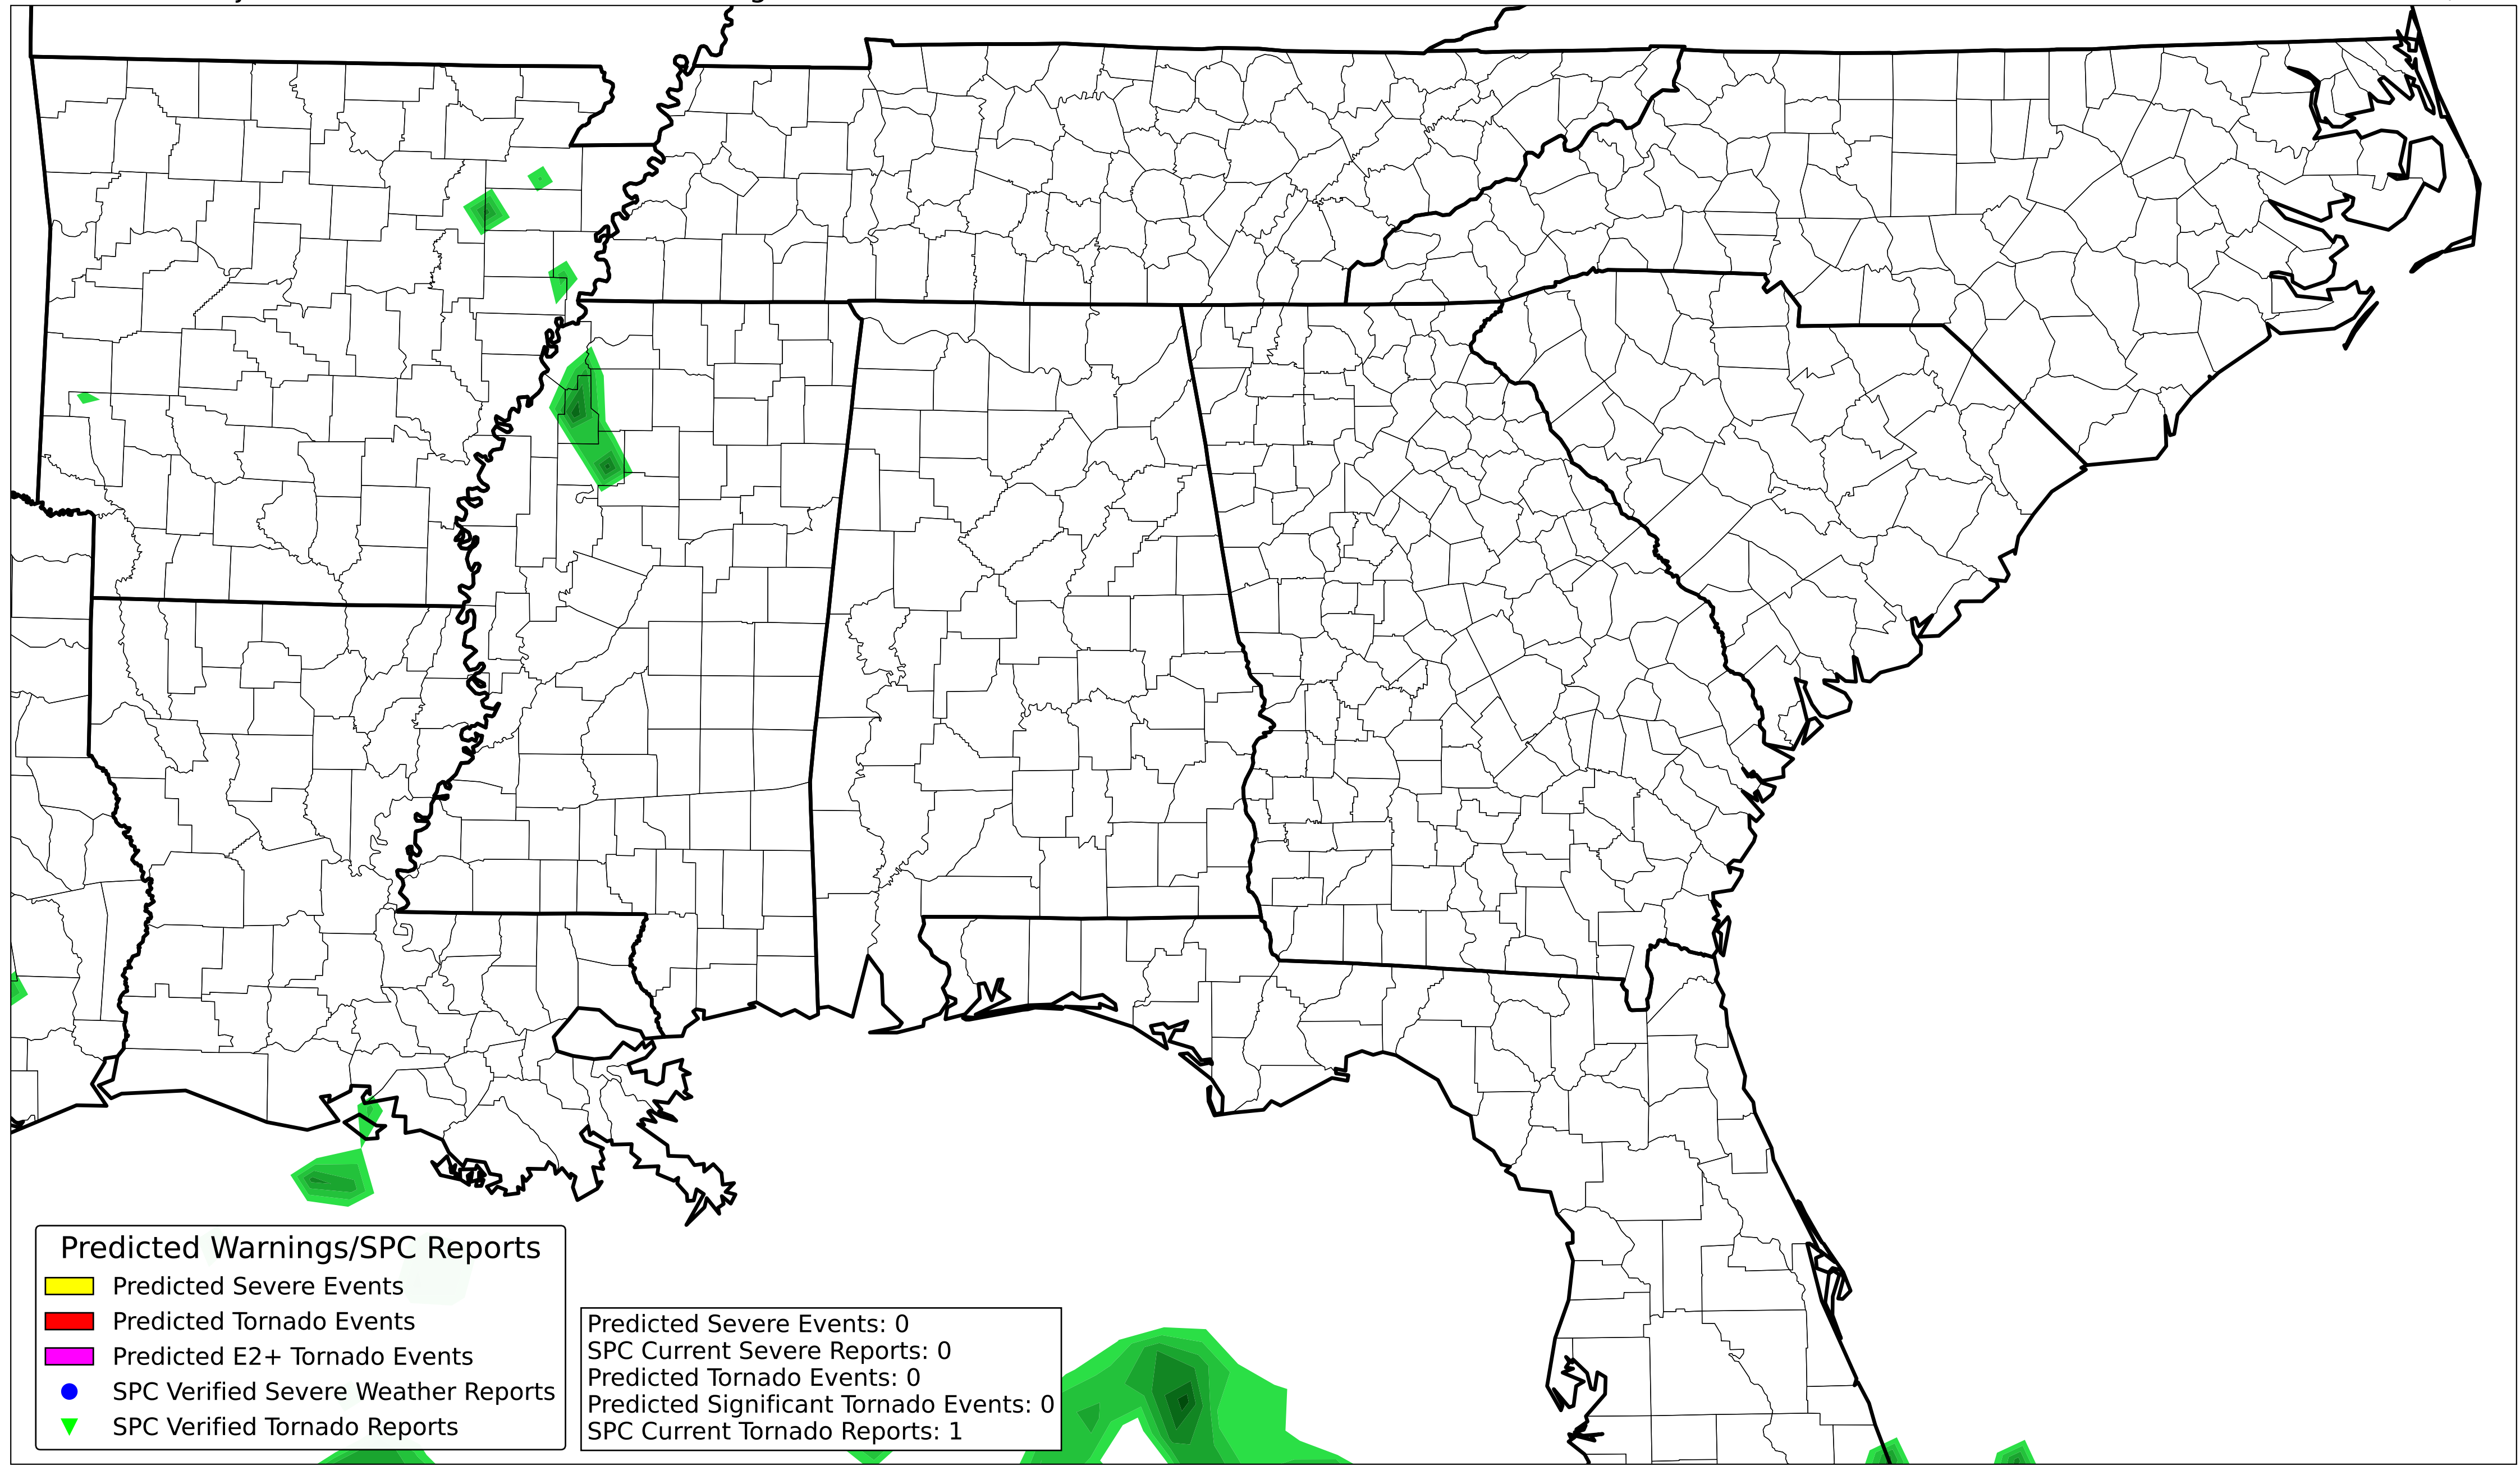 Predicted Warnings/SPC Reports
Predicted Severe Events
Predicted Tornado Events
Predicted E2+ Tornado Events
SPC Verified Severe Weather Reports
SPC Verified Tornado Reports
Predicted Severe Events: 0
SPC Current Severe Reports: 0
Predicted Tornado Events: 0
Predicted Significant Tornado Events: 0
SPC Current Tornado Reports: 1